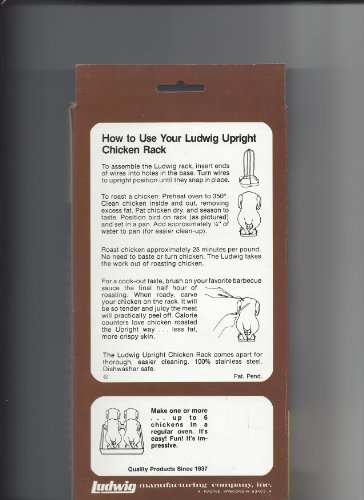 How to Use Your Ludwig Upright
Chicken Rack
To assemble the Ludwig rack, insert ends
of wires into holes in the base. Turn wires
to upright position until they snap in place.
To roast a chicken: Preheat oven to 350°.
Clean chicken inside and out, removing
excess fat. Pat chicken dry, and season to
taste. Position bird on rack (as pictured)
and set in a pan. Add approximately ¼" of
water to pan (for easier clean-up).
Roast chicken approximately 25 minutes per pound.
No need to baste or turn chicken. The Ludwig takes
the work out of roasting chicken.
For a cook-out taste, brush on your favorite barbecue
sauce the final half hour of
roasting. When ready, carve
your chicken on the rack. It will
be so tender and juicy the meat
will practically peel off. Calorie
counters love chicken roasted
the Upright way . . . less fat,
more crispy skin.
The Ludwig Upright Chicken Rack comes apart for
thorough, easier cleaning. 100% stainless steel.
Dishwasher safe.
Pat. Pend.
Make one or more
. . . up to 6
chickens in a
regular oven. It's
easy! Fun! It's im-
pressive.
Quality Products Since 1937
Ludwig manufacturing company, inc.
RACINE, WISCONSIN 53403